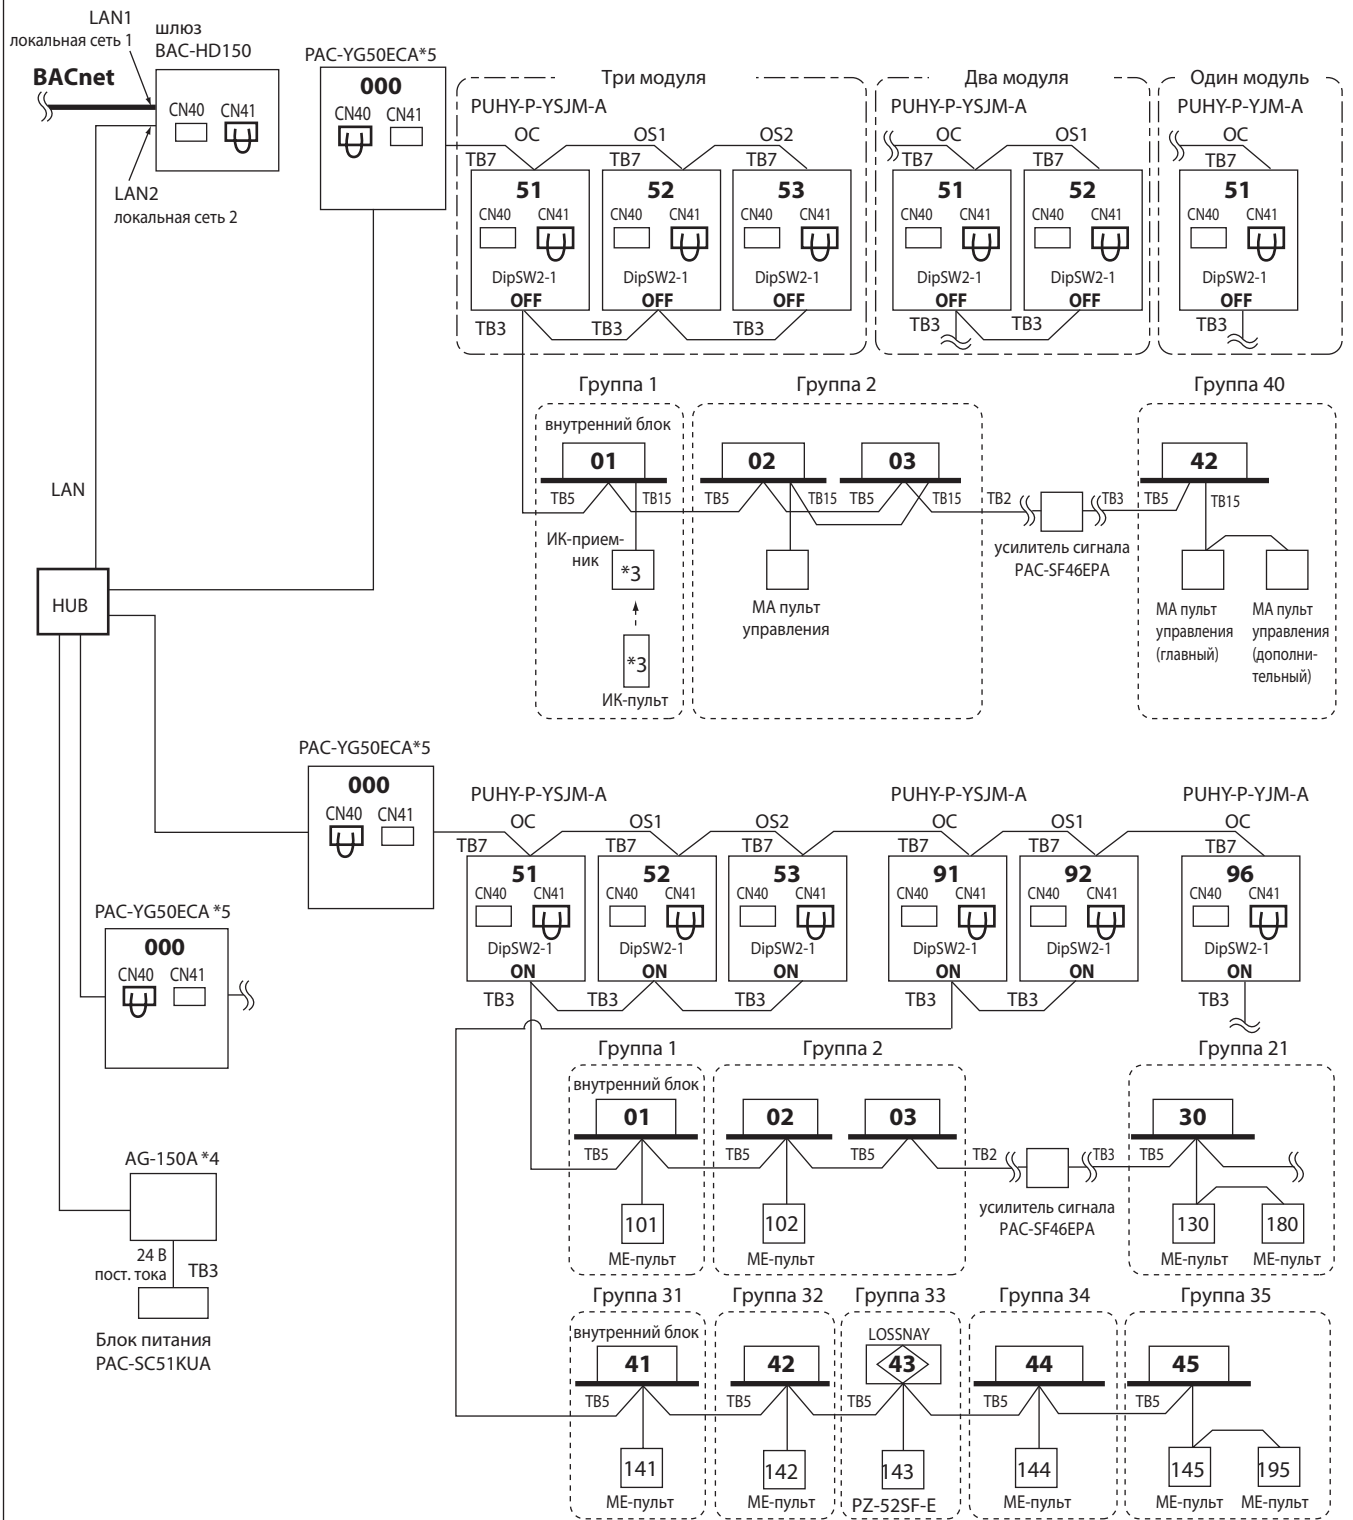 LAN1
локальная сеть 1
шлюз
BAC-HD150
BACnet
CN40 CN41
LAN2
локальная сеть 2
PAC-YG50ECA*5
000
CN40 CN41
Три модуля
PUHY-P-YSJM-A
OC OS1 OS2
TB7 TB7 TB7
51 52 53
CN40 CN41 CN40 CN41 CN40 CN41
DipSW2-1 DipSW2-1 DipSW2-1
OFF OFF OFF
TB3 TB3 TB3
Два модуля
PUHY-P-YSJM-A
OC OS1
TB7 TB7
51 52
CN40 CN41 CN40 CN41
DipSW2-1 DipSW2-1
OFF OFF
TB3 TB3
Один модуль
PUHY-P-YJM-A
OC
TB7
51
CN40 CN41
DipSW2-1
OFF
TB3
Группа 1
внутренний блок
01
TB5 TB15
ИК-прием-
ник
*3
*3
ИК-пульт
Группа 2
02 03
TB5 TB15 TB5 TB15
МА пульт
управления
TB2 TB3
усилитель сигнала
PAC-SF46EPA
Группа 40
42
TB5 TB15
МА пульт
управления
(главный)
МА пульт
управления
(дополни-
тельный)
LAN
HUB
PAC-YG50ECA*5
000
CN40 CN41
PUHY-P-YSJM-A
OC OS1 OS2
TB7 TB7 TB7
51 52 53
CN40 CN41 CN40 CN41 CN40 CN41
DipSW2-1 DipSW2-1 DipSW2-1
ON ON ON
TB3 TB3 TB3
PUHY-P-YSJM-A
OC OS1
TB7 TB7
91 92
CN40 CN41 CN40 CN41
DipSW2-1 DipSW2-1
ON ON
TB3 TB3
PUHY-P-YJM-A
OC
TB7
96
CN40 CN41
DipSW2-1
ON
TB3
PAC-YG50ECA *5
000
CN40 CN41
AG-150A *4
24 В
пост. тока
TB3
Блок питания
PAC-SC51KUA
Группа 1
внутренний блок
01
TB5
101
МЕ-пульт
Группа 2
02 03
TB5 TB5
102
МЕ-пульт
TB2 TB3
усилитель сигнала
PAC-SF46EPA
Группа 21
30
TB5
130 180
МЕ-пульт МЕ-пульт
Группа 31
внутренний блок
41
TB5
141
МЕ-пульт
Группа 32
42
TB5
142
МЕ-пульт
Группа 33
LOSSNAY
43
TB5
143
PZ-52SF-E
Группа 34
44
TB5
144
МЕ-пульт
Группа 35
45
TB5
145 195
МЕ-пульт МЕ-пульт